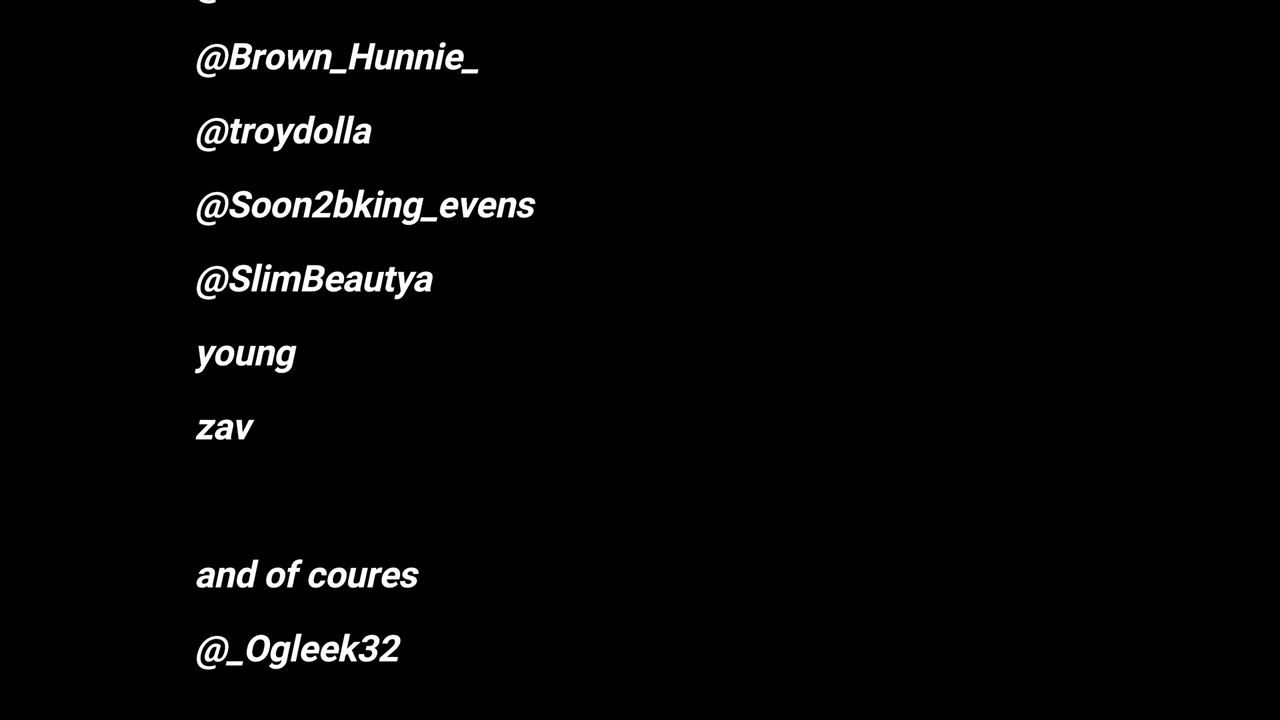 @Brown_Hunnie_
@troydolla
@Soon2bking_evens
@SlimBeautya
young
zav
and of coures
@_Ogleek32